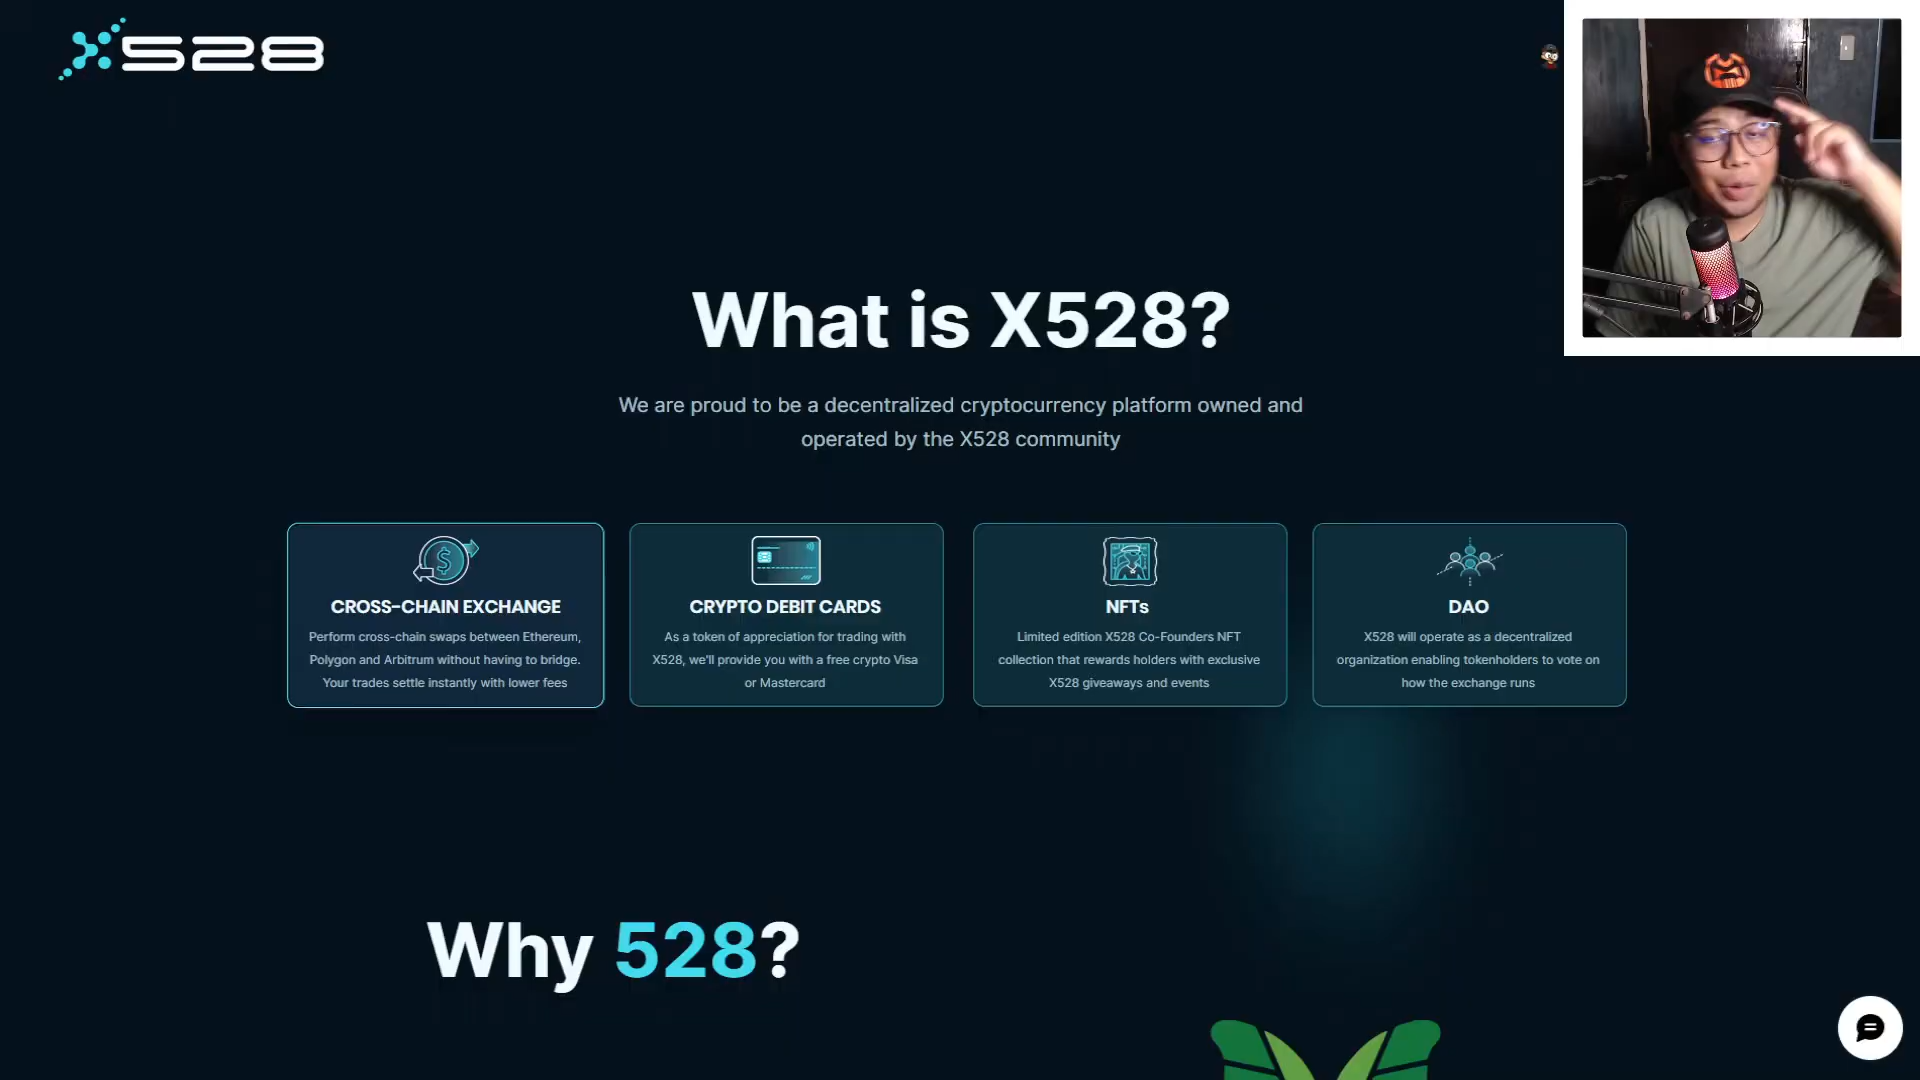 X528
What is X528?
We are proud to be a decentralized cryptocurrency platform owned and
operated by the X528 community
CROSS-CHAIN EXCHANGE
Perform cross-chain swaps between Ethereum,
Polygon and Arbitrum without having to bridge.
Your trades settle instantly with lower fees
CRYPTO DEBIT CARDS
As a token of appreciation for trading with
X528, we'll provide you with a free crypto Visa
or Mastercard
NFTs
Limited edition X528 Co-Founders NFT
collection that rewards holders with exclusive
X528 giveaways and events
DAO
X528 will operate as a decentralized
organization enabling tokenholders to vote on
how the exchange runs
Why 528?